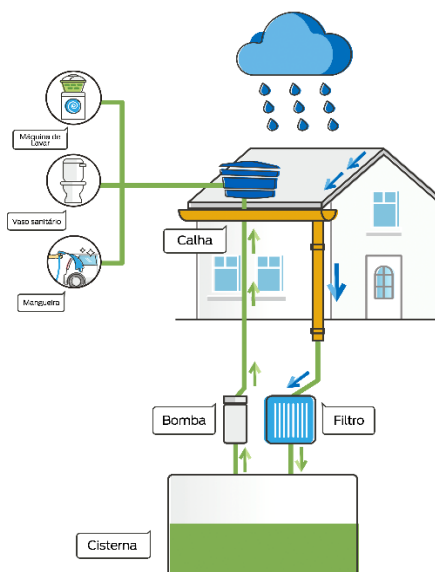 Máquina de
Lavar
Vaso sanitário
Mangueira
Calha
Bomba
Filtro
Cisterna